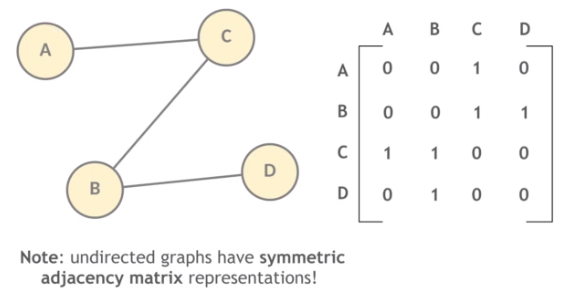 A
C
B
D
A B C D
A 0 0 1 0
B 0 0 1 1
C 1 1 0 0
D 0 1 0 0
Note: undirected graphs have symmetric
adjacency matrix representations!